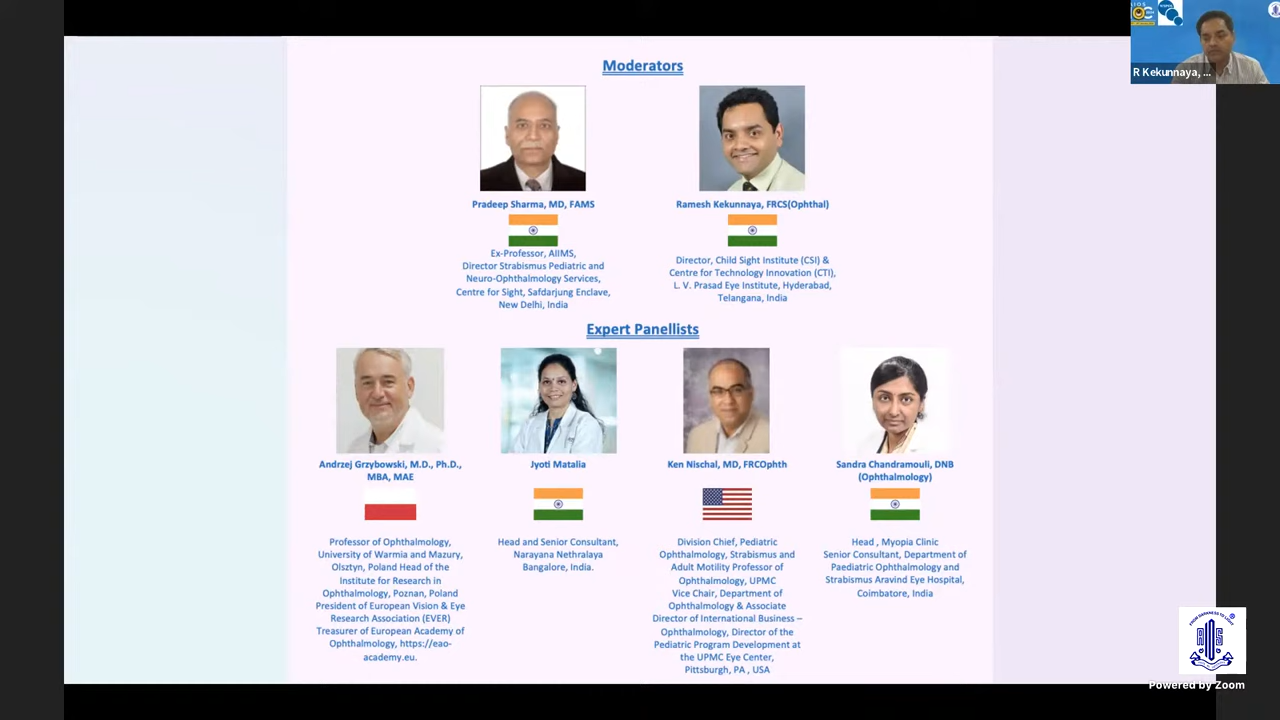 Moderators
Pradeep Sharma, MD, FAMS
Ex-Professor, AIIMS,
Director Strabismus Pediatric and
Neuro-Ophthalmology Services,
Centre for Sight, Safdarjung Enclave,
New Delhi, India
Ramesh Kekunnaya, FRCS(Ophthal)
Director, Child Sight Institute (CSI) &
Centre for Technology Innovation (CTI),
L. V. Prasad Eye Institute, Hyderabad,
Telangana, India
Expert Panellists
Andrzej Grzybowski, M.D., Ph.D.,
MBA, MAE
Professor of Ophthalmology,
University of Warmia and Mazury,
Olsztyn, Poland Head of the
Institute for Research in
Ophthalmology, Poznan, Poland
President of European Vision & Eye
Research Association (EVER)
Treasurer of European Academy of
Ophthalmology, https://eao-
academy.eu.
Jyoti Matalia
Head and Senior Consultant,
Narayana Nethralaya
Bangalore, India.
Ken Nischal, MD, FRCOphth
Division Chief, Pediatric
Ophthalmology, Strabismus and
Adult Motility Professor of
Ophthalmology, UPMC
Vice Chair, Department of
Ophthalmology & Associate
Director of International Business –
Ophthalmology, Director of the
Pediatric Program Development at
the UPMC Eye Center,
Pittsburgh, PA , USA
Sandra Chandramouli, DNB
(Ophthalmology)
Head , Myopia Clinic
Senior Consultant, Department of
Paediatric Ophthalmology and
Strabismus Aravind Eye Hospital,
Coimbatore, India
R Kekunnaya, ...
Powered by Zoom